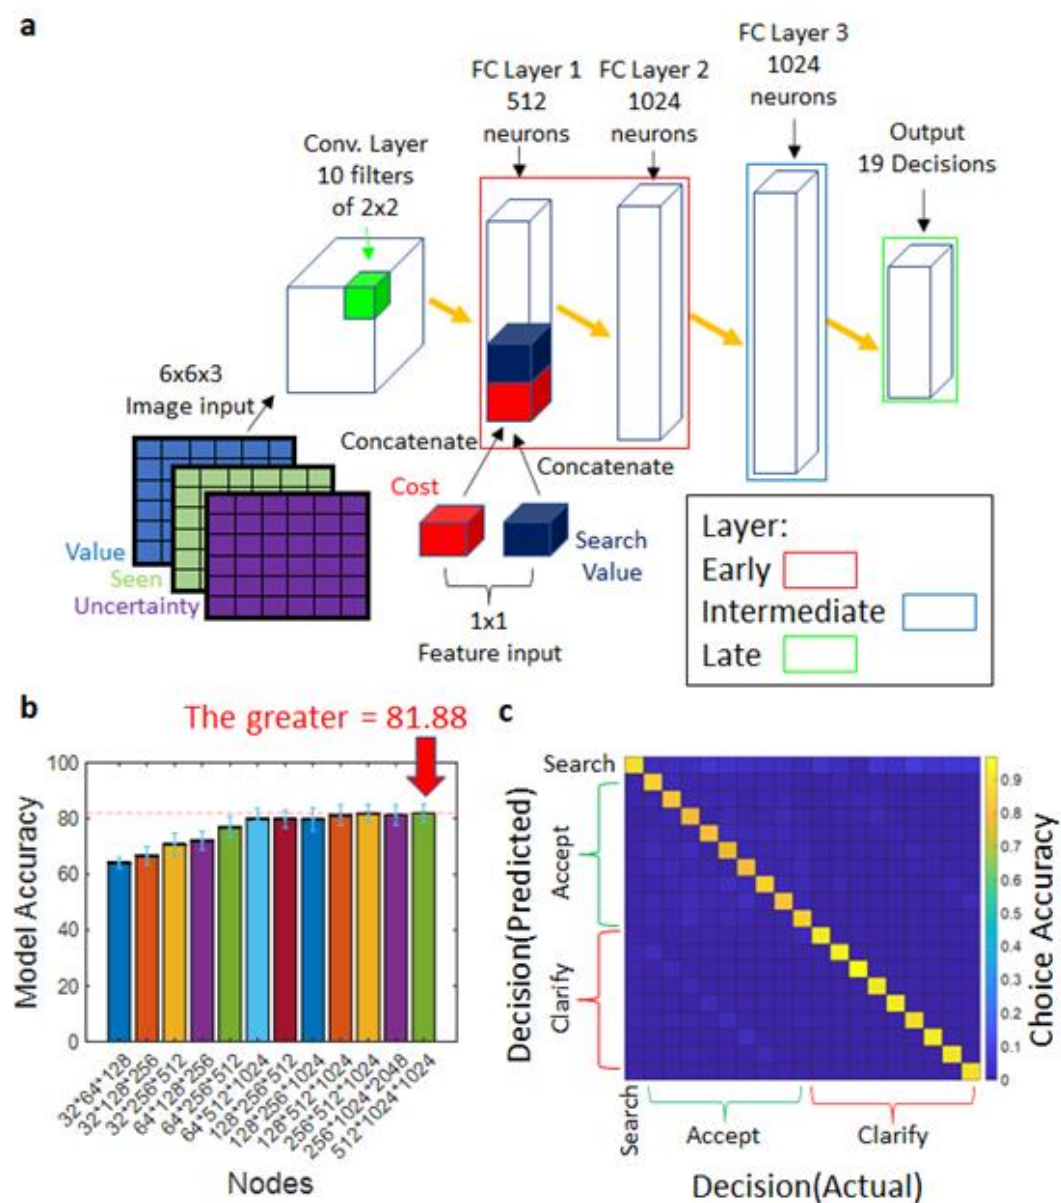 a
FC Layer 1
512
neurons
FC Layer 2
1024
neurons
FC Layer 3
1024
neurons
Output
19 Decisions
Conv. Layer
10 filters
of 2x2
6x6x3
Image input
Concatenate
Concatenate
Cost
Search
Value
Value
Seen
Uncertainty
1x1
Feature input
Layer:
Early
Intermediate
Late
b
The greater = 81.88
Model Accuracy
100
80
60
40
20
0
32*64*128
32*128*256
32*256*512
64*128*256
64*256*512
64*512*1024
128*256*512
128*256*1024
128*512*1024
256*512*1024
256*1024*2048
512*1024*1024
Nodes
c
Decision(Predicted)
Search
Accept
Clarify
Search
Accept
Clarify
Decision(Actual)
0.9
0.8
0.7
0.6
0.5
0.4
0.3
0.2
0.1
0
Choice Accuracy